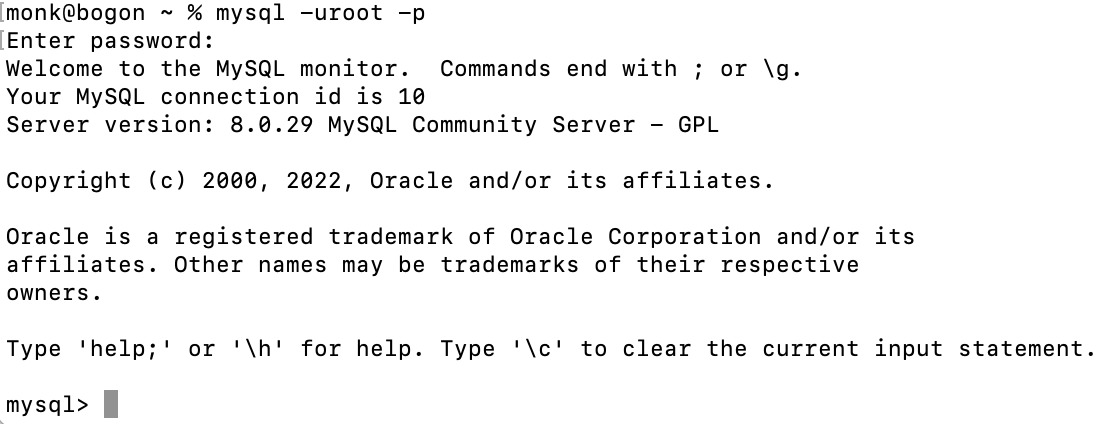 [monk@bogon ~ % mysql -uroot -p
[Enter password:
Welcome to the MySQL monitor.  Commands end with ; or \g.
Your MySQL connection id is 10
Server version: 8.0.29 MySQL Community Server - GPL

Copyright (c) 2000, 2022, Oracle and/or its affiliates.

Oracle is a registered trademark of Oracle Corporation and/or its
affiliates. Other names may be trademarks of their respective
owners.

Type 'help;' or '\h' for help. Type '\c' to clear the current input statement.

mysql>